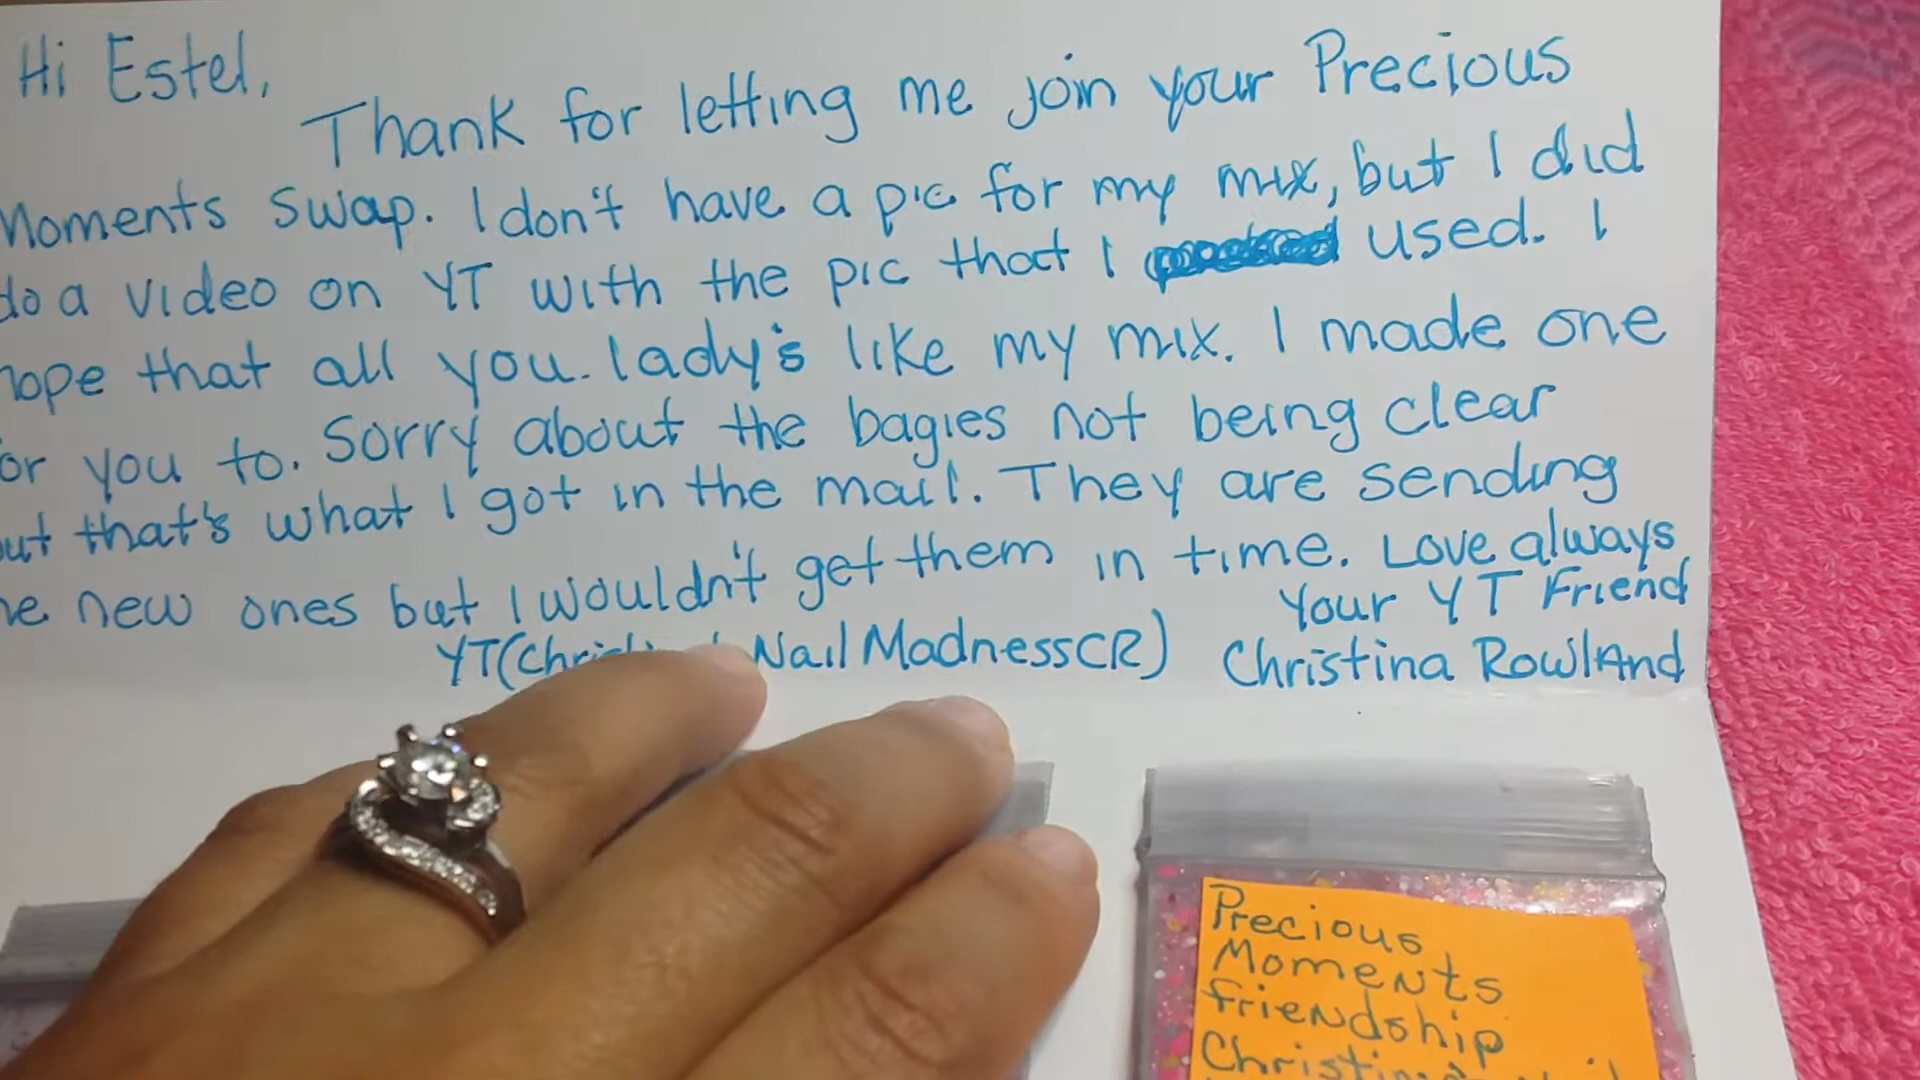 Hi Estel,
Thank for letting me join your Precious
Moments Swap. I don't have a pic for my mix, but I did
do a video on YT with the pic that I used. I
hope that all you lady's like my mix. I made one
for you to. Sorry about the bagies not being clear
but that's what I got in the mail. They are sending
me new ones but I wouldn't get them in time. Love always
Your YT Friend
YT( Nail MadnessCR) Christina RowlAnd
Precious
Moments
friendship